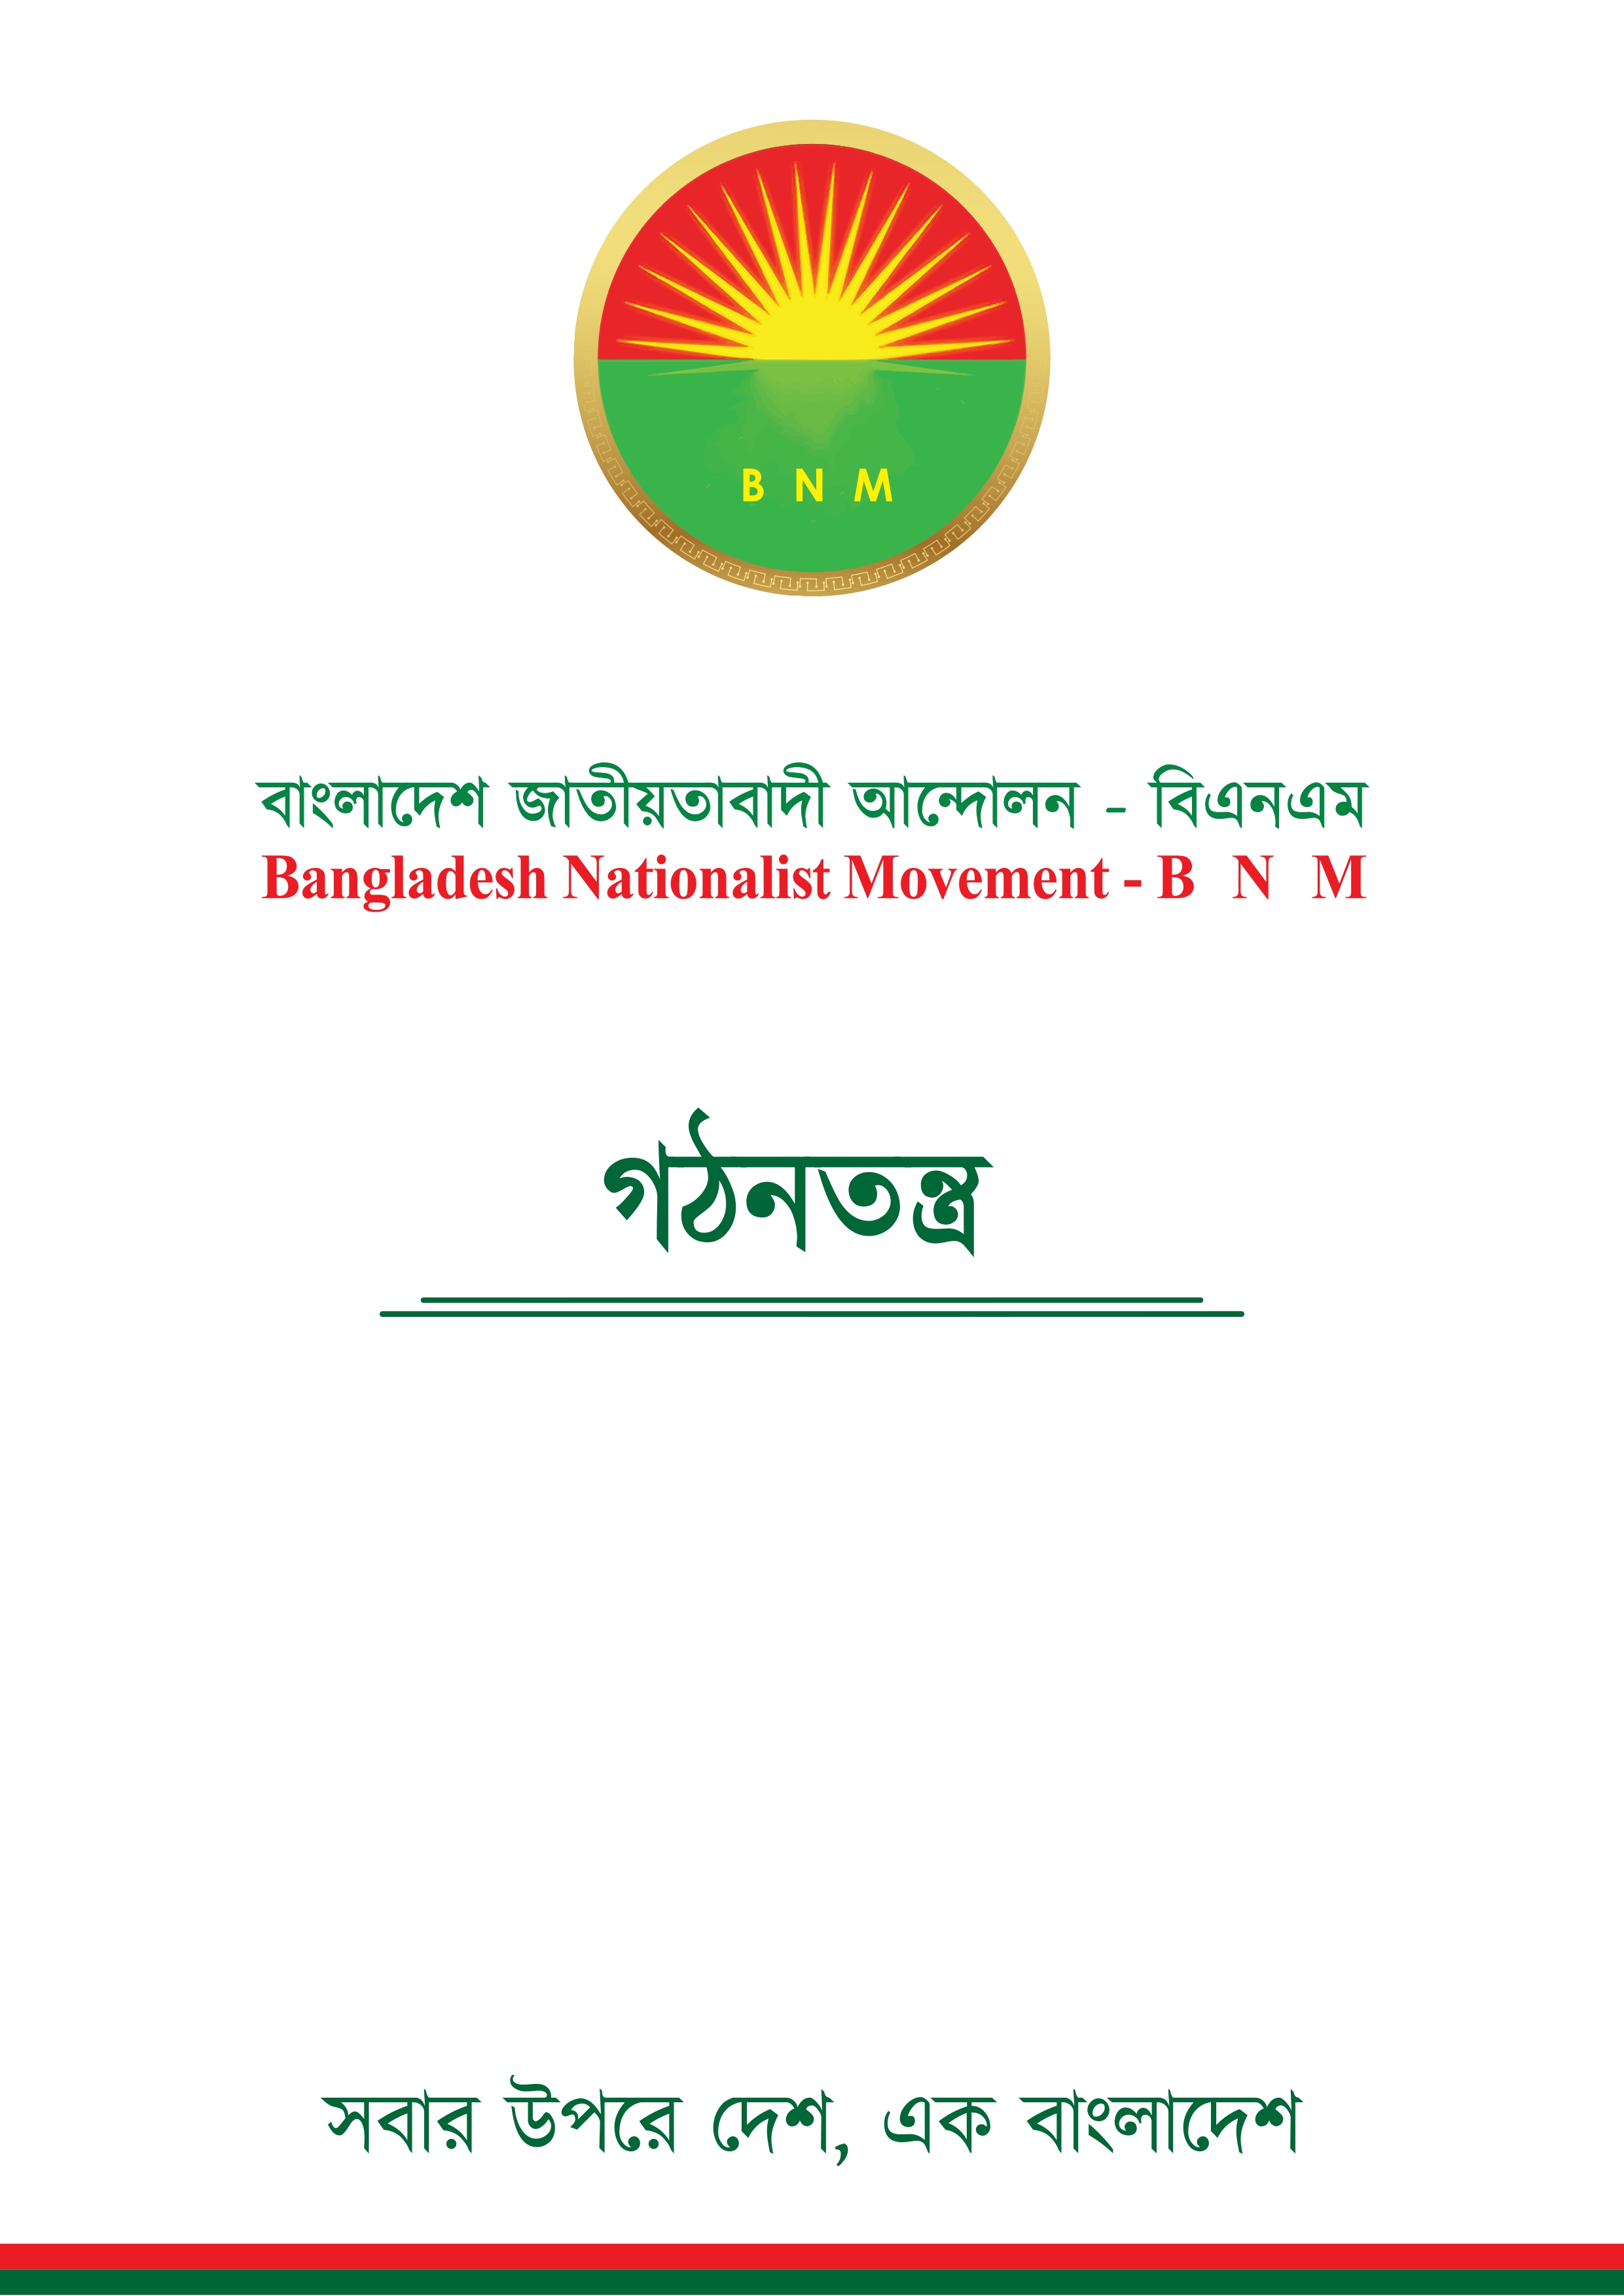 B N M
বাংলাদেশ জাতীয়তাবাদী আন্দোলন - বিএনএম
Bangladesh Nationalist Movement - B N M
গঠনতন্ত্র
সবার উপরে দেশ, এক বাংলাদেশ